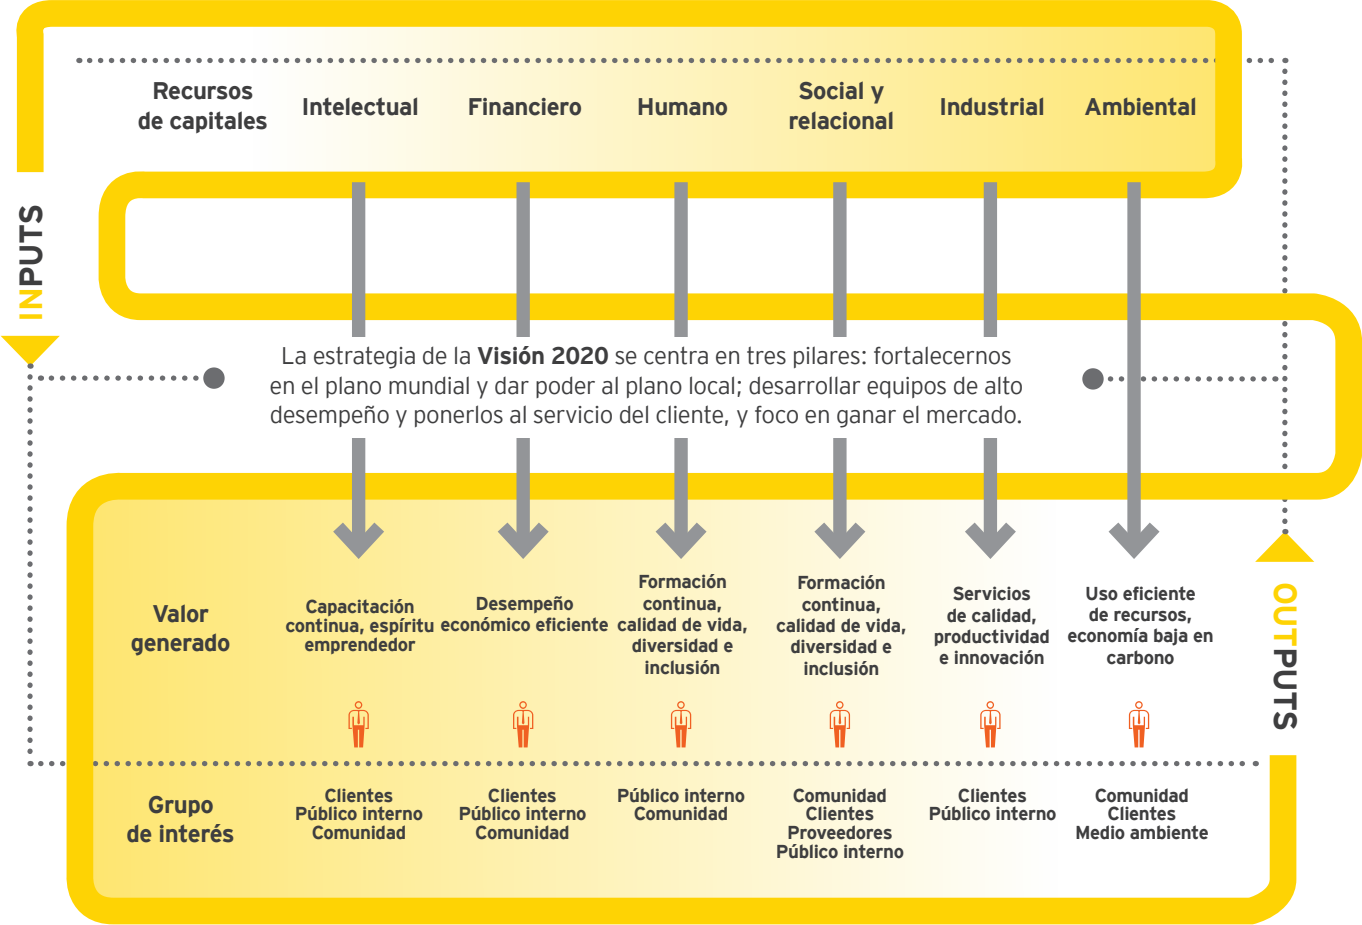 Recursos
de capitales
Intelectual
Financiero
Humano
Social y
relacional
Industrial
Ambiental
INPUTS
La estrategia de la Visión 2020 se centra en tres pilares: fortalecernos
en el plano mundial y dar poder al plano local; desarrollar equipos de alto
desempeño y ponerlos al servicio del cliente, y foco en ganar el mercado.
Valor
generado
Capacitación
continua, espíritu
emprendedor
Desempeño
económico eficiente
Formación
continua,
calidad de vida,
diversidad e
inclusión
Formación
continua,
calidad de vida,
diversidad e
inclusión
Servicios
de calidad,
productividad
e innovación
Uso eficiente
de recursos,
economía baja en
carbono
OUTPUTS
Grupo
de interés
Clientes
Público interno
Comunidad
Clientes
Público interno
Comunidad
Público interno
Comunidad
Comunidad
Clientes
Proveedores
Público interno
Clientes
Público interno
Comunidad
Clientes
Medio ambiente